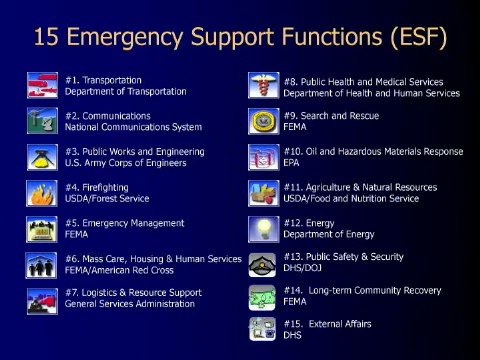 15 Emergency Support Functions (ESF)
#1. Transportation
Department of Transportation
#2. Communications
National Communications System
#3. Public Works and Engineering
U.S. Army Corps of Engineers
#4. Firefighting
USDA/Forest Service
#5. Emergency Management
FEMA
#6. Mass Care, Housing & Human Services
FEMA/American Red Cross
#7. Logistics & Resource Support
General Services Administration
#8. Public Health and Medical Services
Department of Health and Human Services
#9. Search and Rescue
FEMA
#10. Oil and Hazardous Materials Response
EPA
#11. Agriculture & Natural Resources
USDA/Food and Nutrition Service
#12. Energy
Department of Energy
#13. Public Safety & Security
DHS/DOJ
#14. Long-term Community Recovery
FEMA
#15. External Affairs
DHS